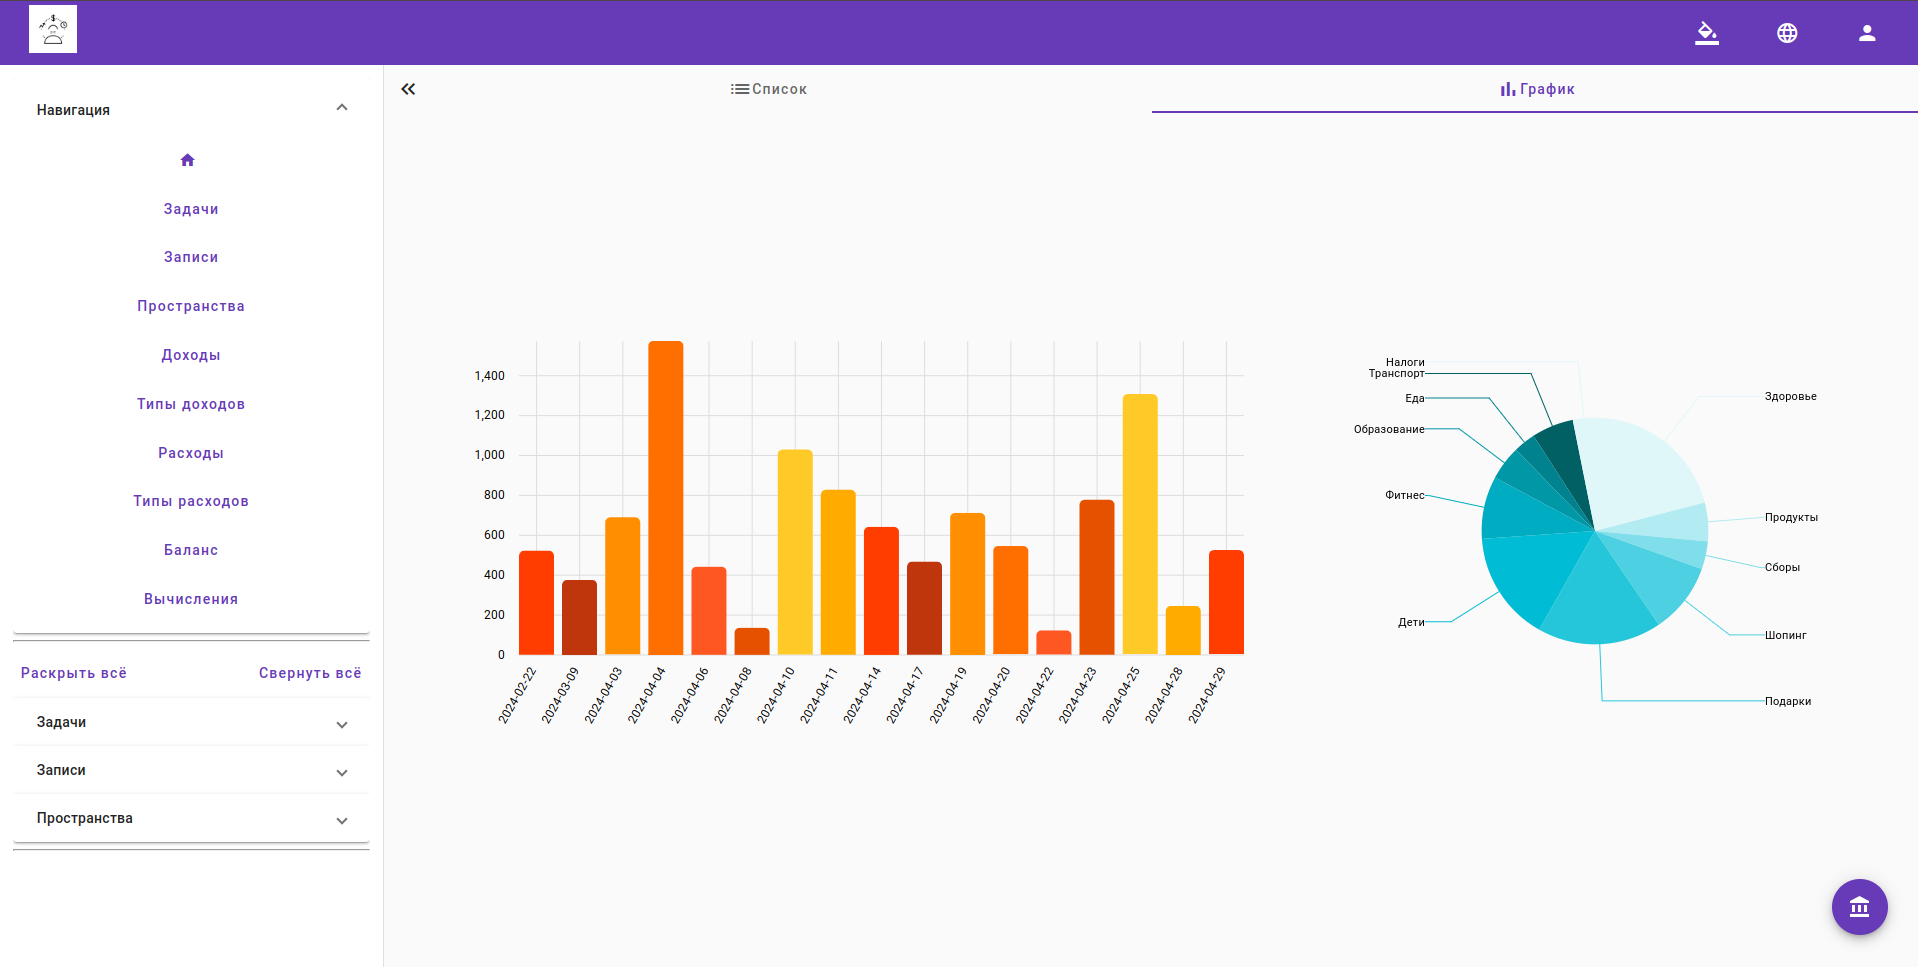 Навигация
Задачи
Записи
Пространства
Доходы
Типы доходов
Расходы
Типы расходов
Баланс
Вычисления
Раскрыть всё Свернуть всё
Задачи
Записи
Пространства
Список График
1,400
1,200
1,000
800
600
400
200
0
2024-02-22 2024-03-09 2024-04-03 2024-04-04 2024-04-06 2024-04-08 2024-04-10 2024-04-11 2024-04-14 2024-04-17 2024-04-19 2024-04-20 2024-04-22 2024-04-23 2024-04-25 2024-04-28 2024-04-29
Налоги
Транспорт
Еда
Образование
Фитнес
Дети
Здоровье
Продукты
Сборы
Шопинг
Подарки